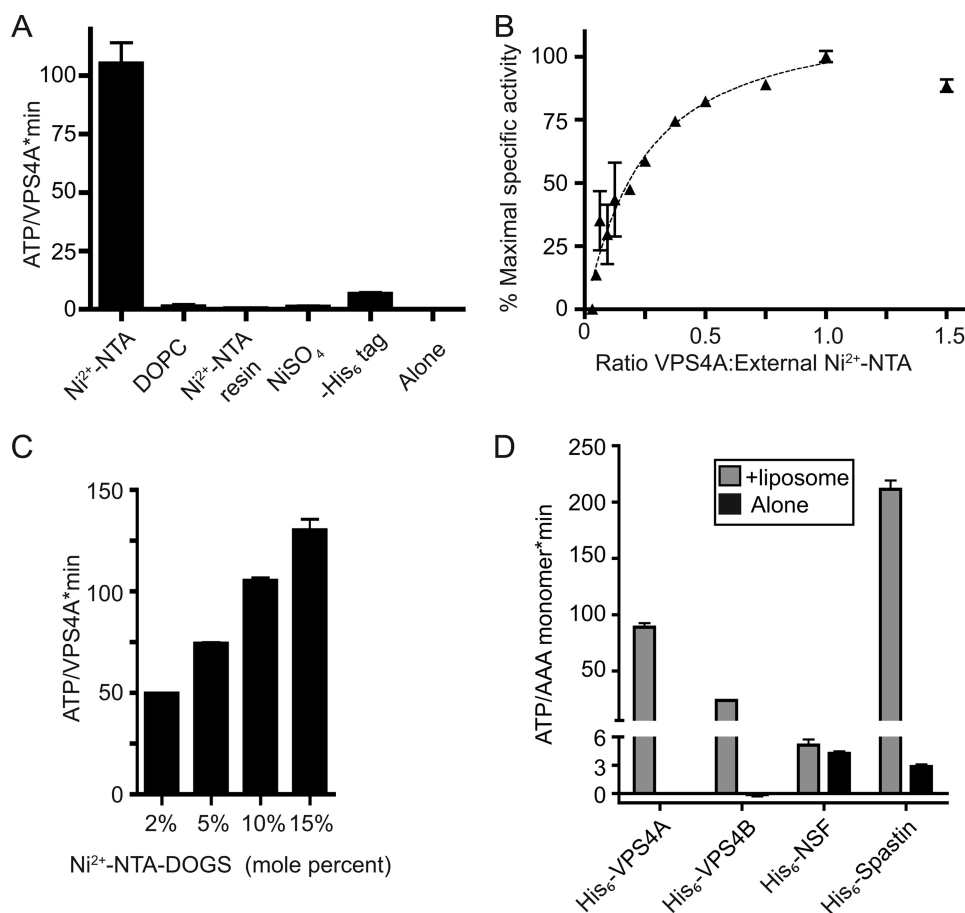 A
ATP/VPS4A*min
100
75
50
25
0
Ni²⁺-NTA
DOPC
Ni²⁺-NTA
resin
NiSO₄
-His₆ tag
Alone
B
% Maximal specific activity
100
75
50
25
0
0
0.5
1.0
1.5
Ratio VPS4A:External Ni²⁺-NTA
C
ATP/VPS4A*min
150
100
50
0
2%
5%
10%
15%
Ni²⁺-NTA-DOGS (mole percent)
D
ATP/AAA monomer*min
250
200
150
100
50
6
3
0
+liposome
Alone
His₆-VPS4A
His₆-VPS4B
His₆-NSF
His₆-Spastin